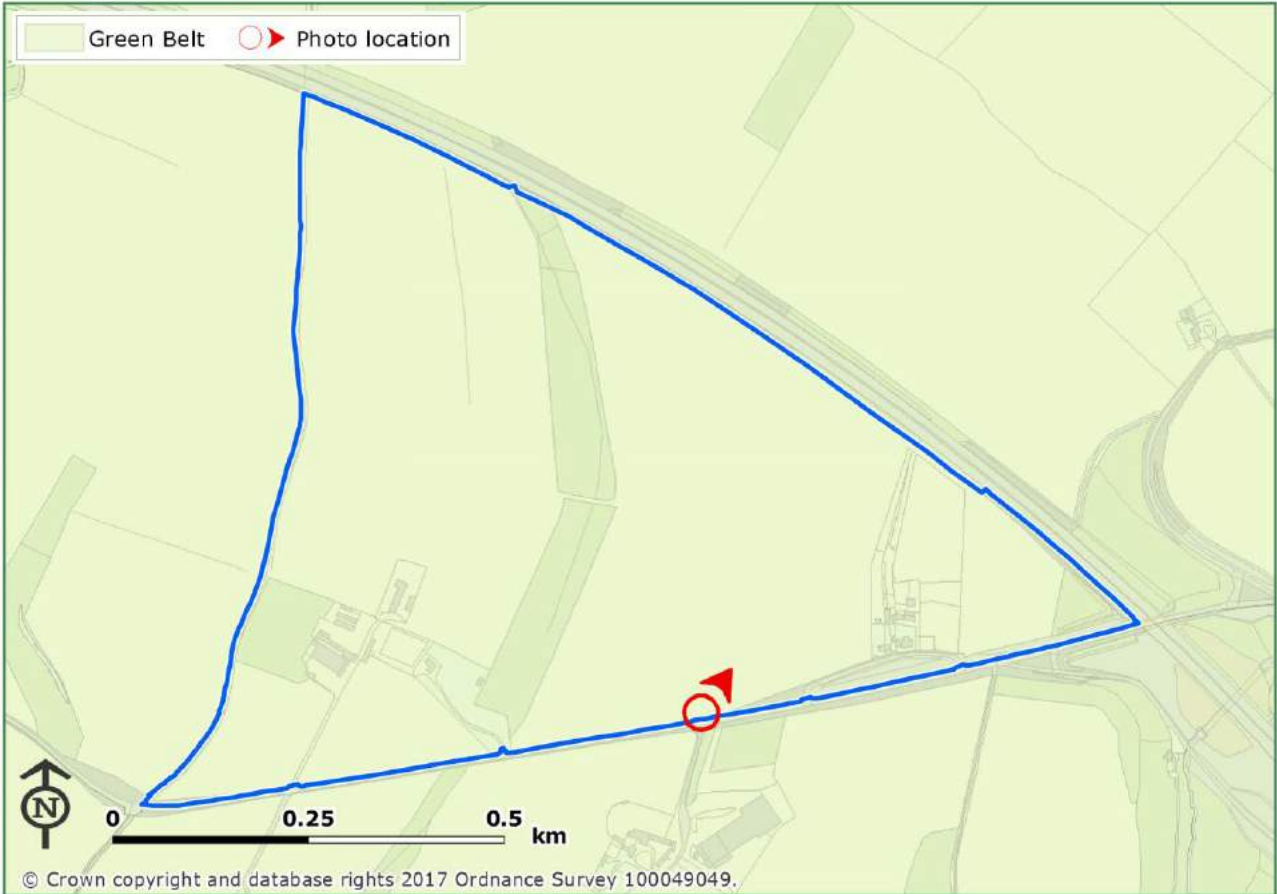 Green Belt Photo location
N
0 0.25 0.5
km
© Crown copyright and database rights 2017 Ordnance Survey 100049049.